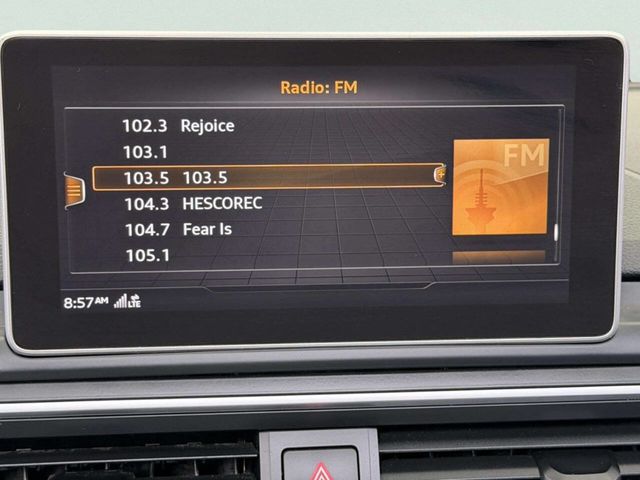 Radio: FM
102.3 Rejoice
103.1
103.5 103.5
104.3 HESCOREC
104.7 Fear Is
105.1
FM
8:57AM LTE